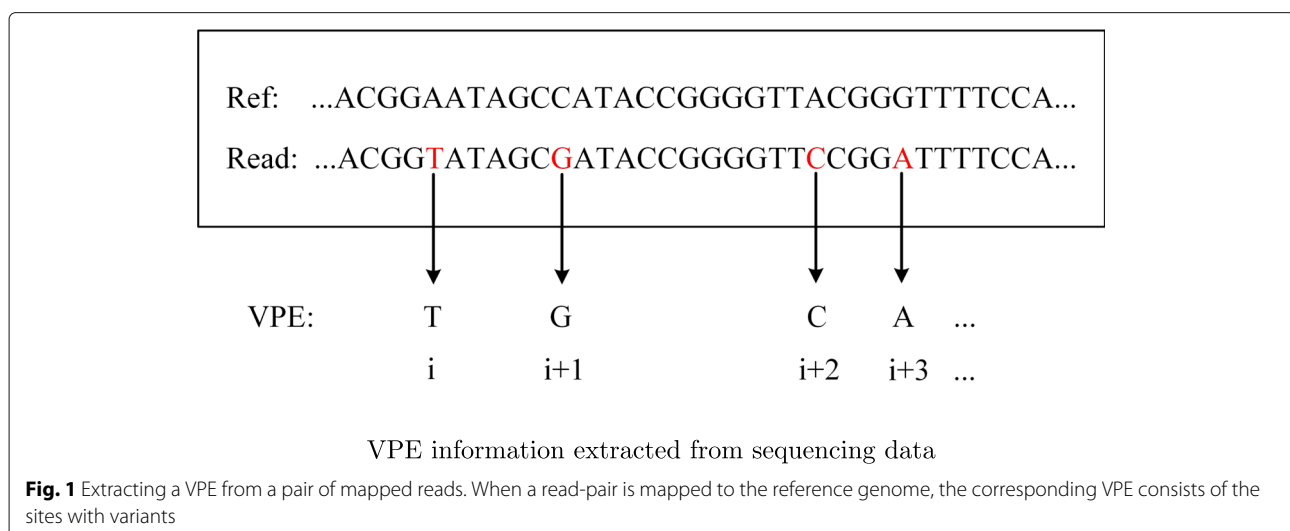 Ref: ...ACGGAATAGCCATACCGGGGTTACGGGTTTTCCA...
Read: ...ACGGTATAGCGATACCGGGGTTCCGGATTTTCCA...
VPE: T G C A ...
i i+1 i+2 i+3 ...
VPE information extracted from sequencing data
Fig. 1 Extracting a VPE from a pair of mapped reads. When a read-pair is mapped to the reference genome, the corresponding VPE consists of the
sites with variants